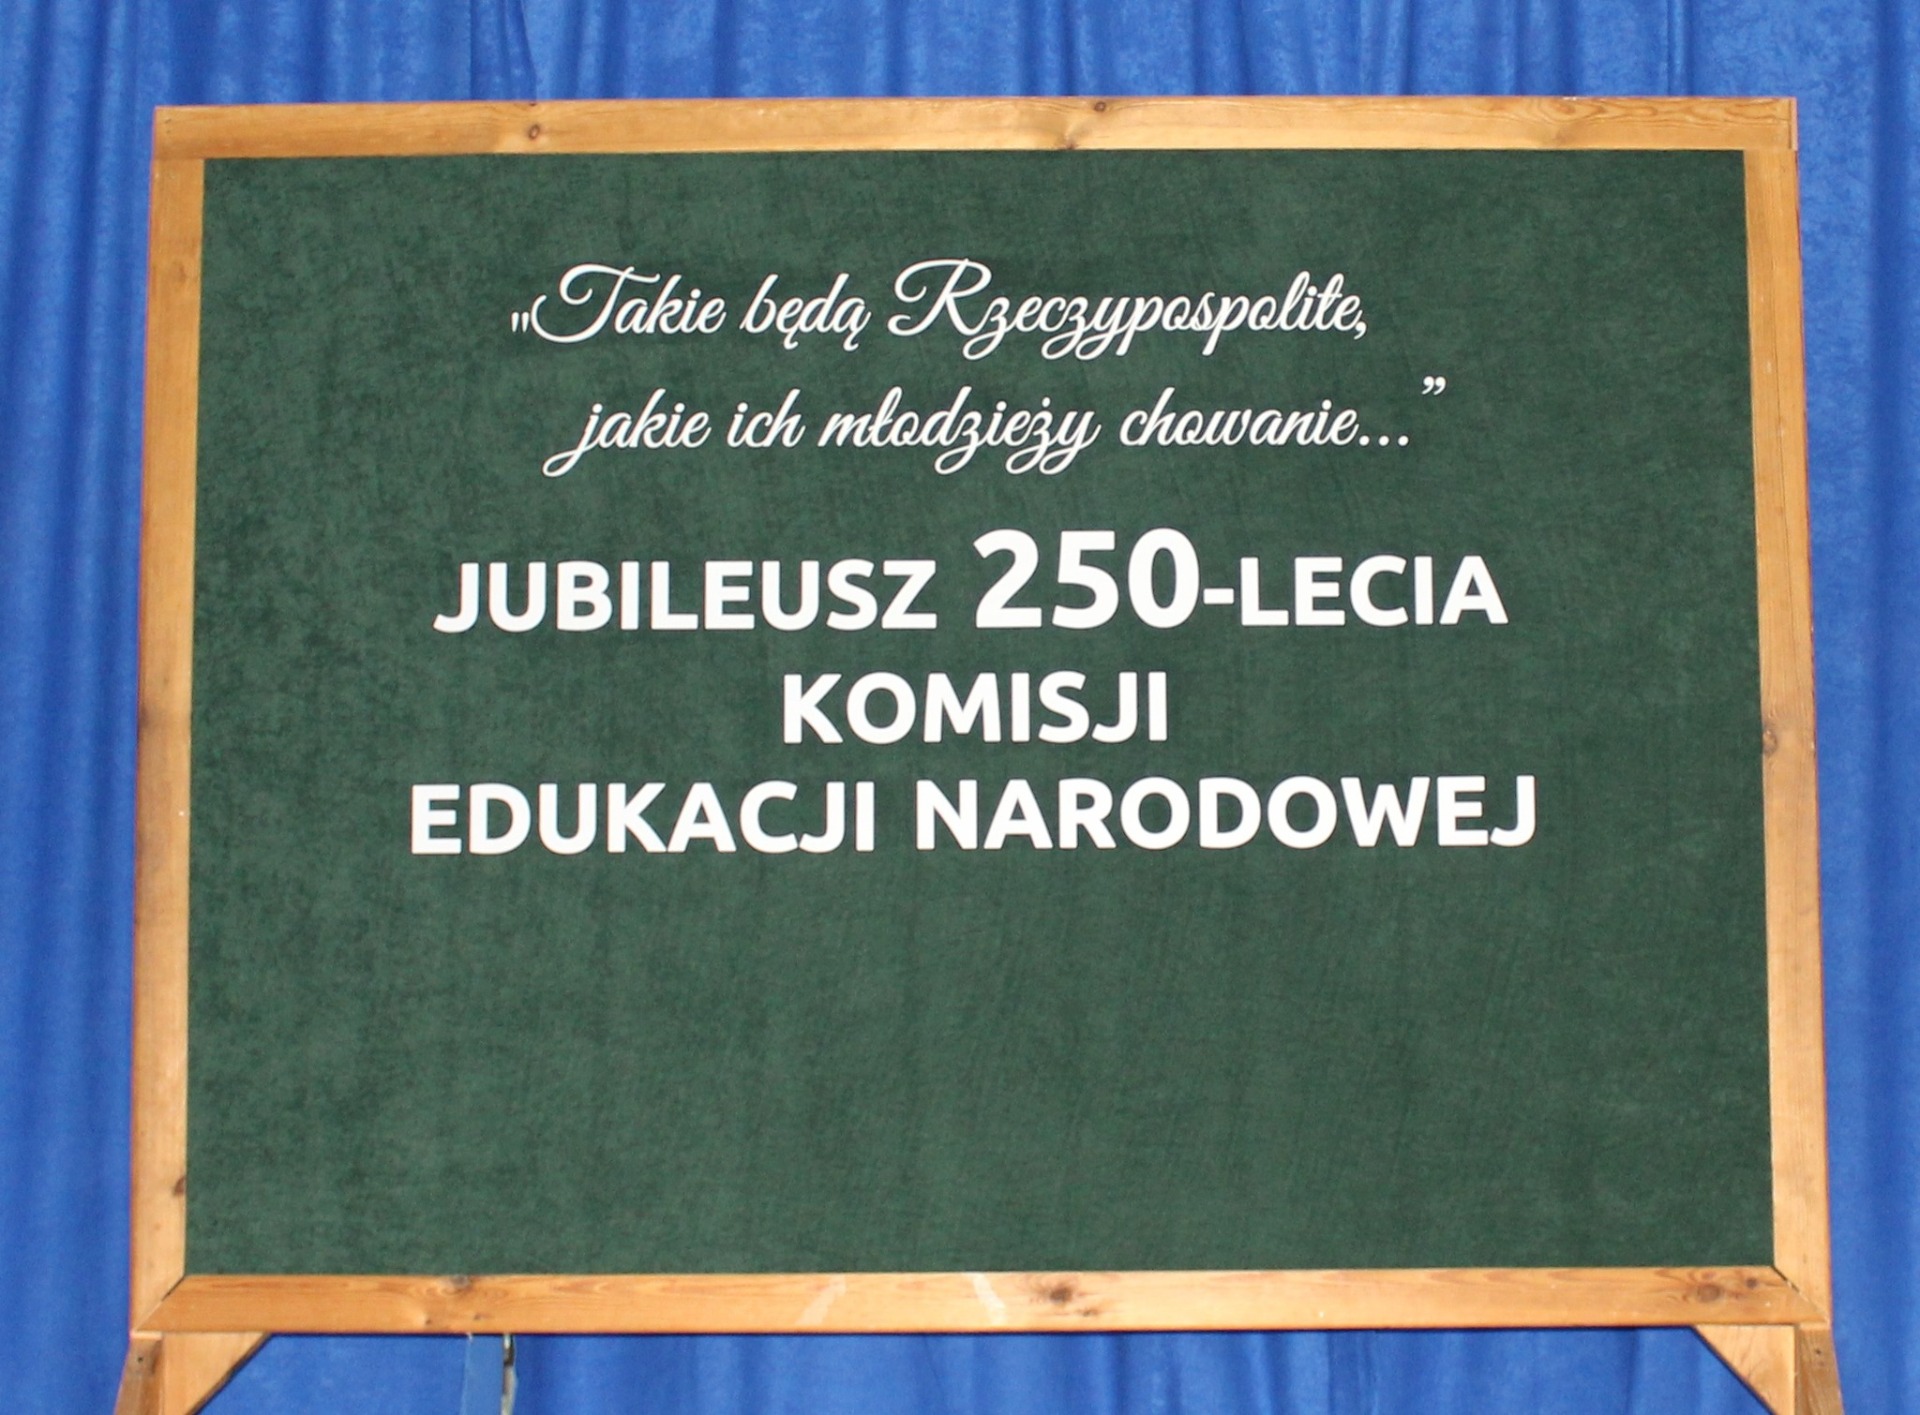 „Takie będą Rzeczypospolite,
jakie ich młodzieży chowanie...”
JUBILEUSZ 250-LECIA
KOMISJI
EDUKACJI NARODOWEJ